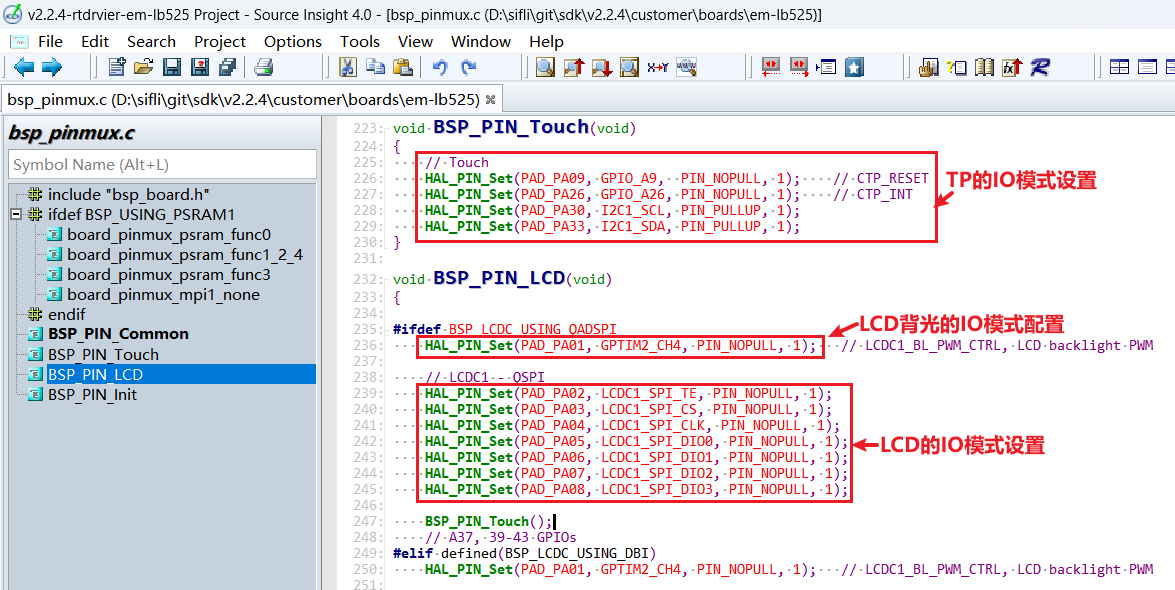 v2.2.4-rtdrvier-em-lb525 Project - Source Insight 4.0 - [bsp_pinmux.c (D:\sifli\git\sdk\v2.2.4\customer\boards\em-lb525)]
File Edit Search Project Options Tools View Window Help
bsp_pinmux.c (D:\sifli\git\sdk\v2.2.4\customer\boards\em-lb525)
bsp_pinmux.c
Symbol Name (Alt+L)
include "bsp_board.h"
ifdef BSP_USING_PSRAM1
board_pinmux_psram_func0
board_pinmux_psram_func1_2_4
board_pinmux_psram_func3
board_pinmux_mpi1_none
endif
BSP_PIN_Common
BSP_PIN_Touch
BSP_PIN_LCD
BSP_PIN_Init
223: void BSP_PIN_Touch(void)
224: {
225: // Touch
226: HAL_PIN_Set(PAD_PA09, GPIO_A9, PIN_NOPULL, 1); // CTP_RESET
227: HAL_PIN_Set(PAD_PA26, GPIO_A26, PIN_NOPULL, 1); // CTP_INT
228: HAL_PIN_Set(PAD_PA30, I2C1_SCL, PIN_PULLUP, 1);
229: HAL_PIN_Set(PAD_PA33, I2C1_SDA, PIN_PULLUP, 1);
230: }
TP的IO模式设置
231:
232: void BSP_PIN_LCD(void)
233: {
234:
235: #ifdef BSP_LCDC_USING_QADSPI
LCD背光的IO模式配置
236: HAL_PIN_Set(PAD_PA01, GPTIM2_CH4, PIN_NOPULL, 1); // LCDC1_BL_PWM_CTRL, LCD backlight PWM
237:
238: // LCDC1 - QSPI
239: HAL_PIN_Set(PAD_PA02, LCDC1_SPI_TE, PIN_NOPULL, 1);
240: HAL_PIN_Set(PAD_PA03, LCDC1_SPI_CS, PIN_NOPULL, 1);
241: HAL_PIN_Set(PAD_PA04, LCDC1_SPI_CLK, PIN_NOPULL, 1);
242: HAL_PIN_Set(PAD_PA05, LCDC1_SPI_DIO0, PIN_NOPULL, 1);
243: HAL_PIN_Set(PAD_PA06, LCDC1_SPI_DIO1, PIN_NOPULL, 1);
244: HAL_PIN_Set(PAD_PA07, LCDC1_SPI_DIO2, PIN_NOPULL, 1);
245: HAL_PIN_Set(PAD_PA08, LCDC1_SPI_DIO3, PIN_NOPULL, 1);
LCD的IO模式设置
246:
247: BSP_PIN_Touch();
248: // A37, 39-43 GPIOs
249: #elif defined(BSP_LCDC_USING_DBI)
250: HAL_PIN_Set(PAD_PA01, GPTIM2_CH4, PIN_NOPULL, 1); // LCDC1_BL_PWM_CTRL, LCD backlight PWM
251: